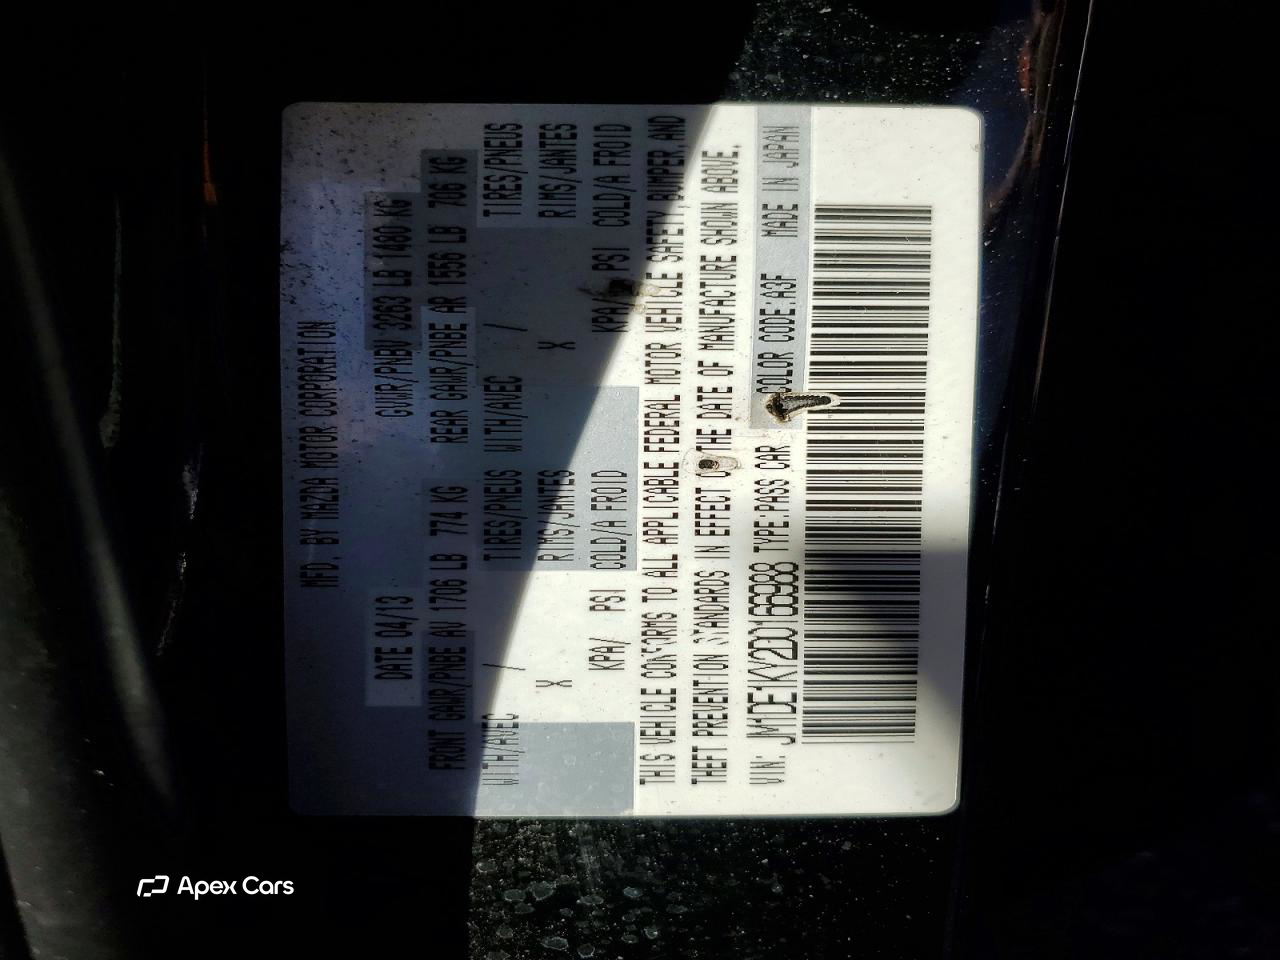 MFD. BY MAZDA MOTOR CORPORATION
DATE 04/13 GVWR/PNBV 3263 LB 1480 KG
FRONT GAWR/PNBE AV 1706 LB 774 KG REAR GAWR/PNBE AR 1556 LB 706 KG
WITH/AVEC / TIRES/PNEUS WITH/AVEC / TIRES/PNEUS
X RIMS/JANTES X RIMS/JANTES
KPA/ PSI COLD/A FROID KPA/ PSI COLD/A FROID
THIS VEHICLE CONFORMS TO ALL APPLICABLE FEDERAL MOTOR VEHICLE SAFETY, BUMPER, AND
THEFT PREVENTION STANDARDS IN EFFECT ON THE DATE OF MANUFACTURE SHOWN ABOVE.
VIN: JM1DE1KY2D0166988 TYPE:PASS CAR COLOR CODE:A3F MADE IN JAPAN
Apex Cars